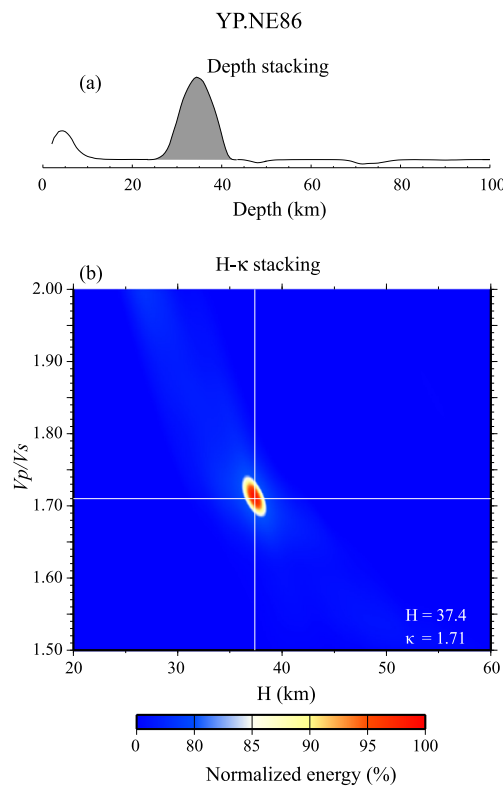 YP.NE86
Depth stacking
(a)
0 20 40 60 80 100
Depth (km)
(b)
H-κ stacking
2.00
1.90
1.80
1.70
1.60
1.50
Vp/Vs
H = 37.4
κ = 1.71
20 30 40 50 60
H (km)
0 80 85 90 95 100
Normalized energy (%)